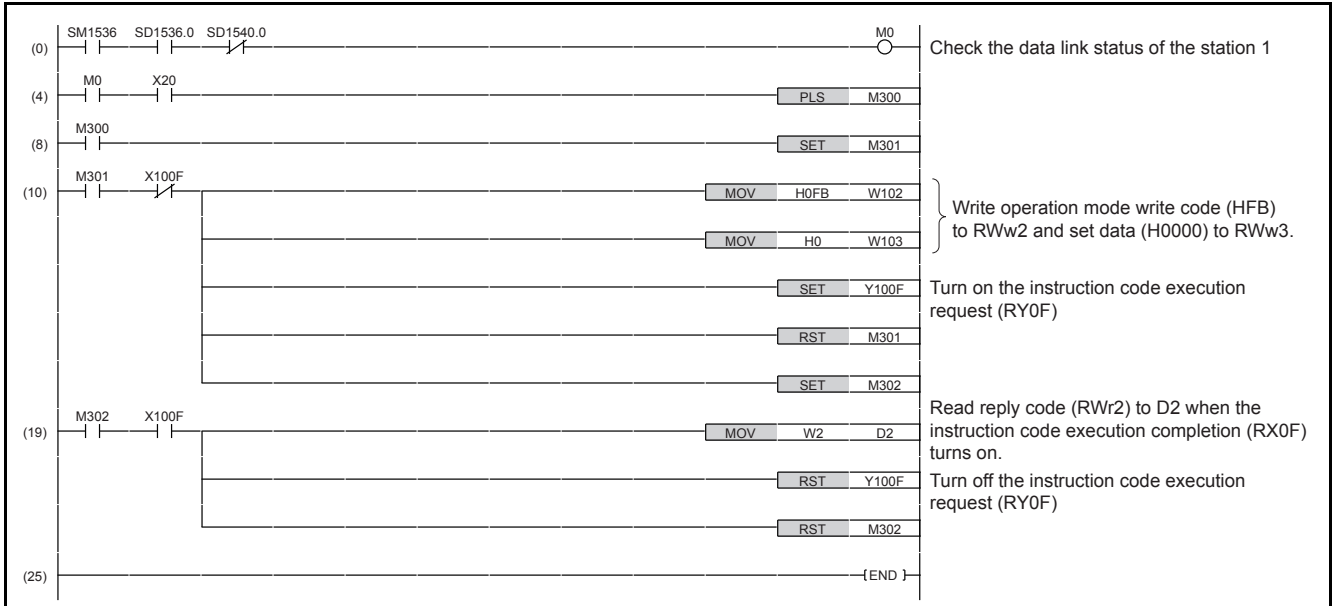 SM1536 SD1536.0 SD1540.0 M0
(0) Check the data link status of the station 1
M0 X20
(4) PLS M300
M300
(8) SET M301
M301 X100F
(10) MOV H0FB W102
Write operation mode write code (HFB)
to RWw2 and set data (H0000) to RWw3.
MOV H0 W103
SET Y100F Turn on the instruction code execution
request (RY0F)
RST M301
SET M302
M302 X100F
Read reply code (RWr2) to D2 when the
(19) MOV W2 D2 instruction code execution completion (RX0F)
turns on.
RST Y100F Turn off the instruction code execution
request (RY0F)
RST M302
(25) END